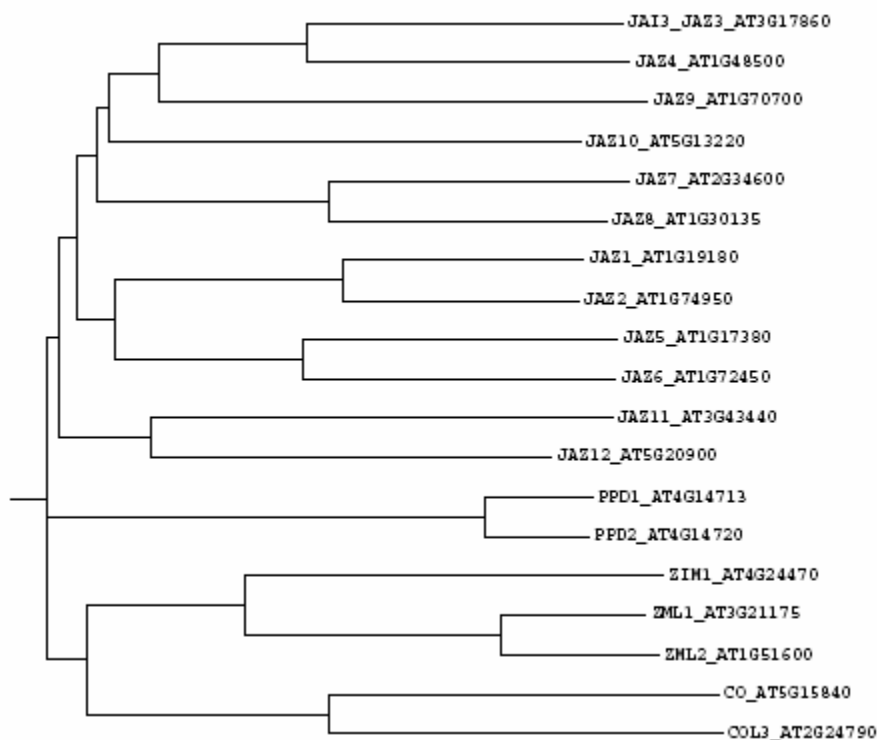 JAI3_JAZ3_AT3G17860
JAZ4_AT1G48500
JAZ9_AT1G70700
JAZ10_AT5G13220
JAZ7_AT2G34600
JAZ8_AT1G30135
JAZ1_AT1G19180
JAZ2_AT1G74950
JAZ5_AT1G17380
JAZ6_AT1G72450
JAZ11_AT3G43440
JAZ12_AT5G20900
PPD1_AT4G14713
PPD2_AT4G14720
ZIM1_AT4G24470
ZML1_AT3G21175
ZML2_AT1G51600
CO_AT5G15840
COL3_AT2G24790